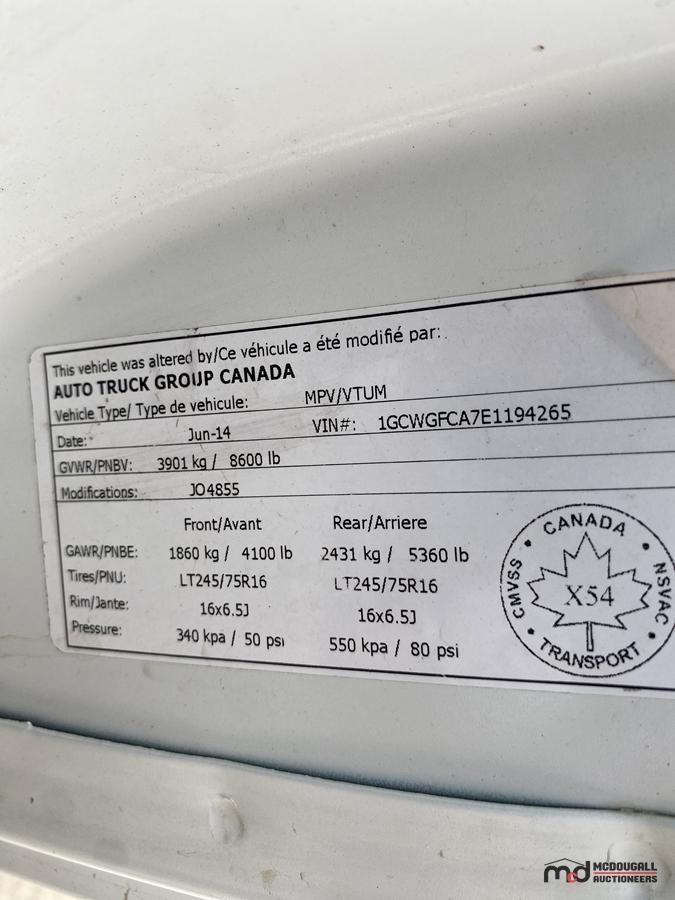 This vehicle was altered by/Ce véhicule a été modifié par:
AUTO TRUCK GROUP CANADA
Vehicle Type/ Type de vehicule: MPV/VTUM
Date: Jun-14 VIN#: 1GCWGFCA7E1194265
GVWR/PNBV: 3901 kg / 8600 lb
Modifications: JO4855
Front/Avant Rear/Arriere
GAWR/PNBE: 1860 kg / 4100 lb 2431 kg / 5360 lb
Tires/PNU: LT245/75R16 LT245/75R16
Rim/Jante: 16x6.5J 16x6.5J
Pressure: 340 kpa / 50 psi 550 kpa / 80 psi
CANADA
CMVSS
X54
NSVAC
TRANSPORT
md MCDOUGALL
AUCTIONEERS